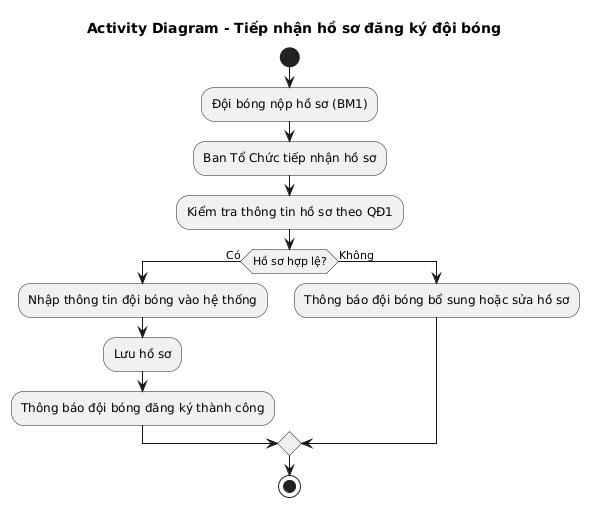 Activity Diagram - Tiếp nhận hồ sơ đăng ký đội bóng
Đội bóng nộp hồ sơ (BM1)
Ban Tổ Chức tiếp nhận hồ sơ
Kiểm tra thông tin hồ sơ theo QĐ1
Có
Hồ sơ hợp lệ?
Không
Nhập thông tin đội bóng vào hệ thống
Thông báo đội bóng bổ sung hoặc sửa hồ sơ
Lưu hồ sơ
Thông báo đội bóng đăng ký thành công